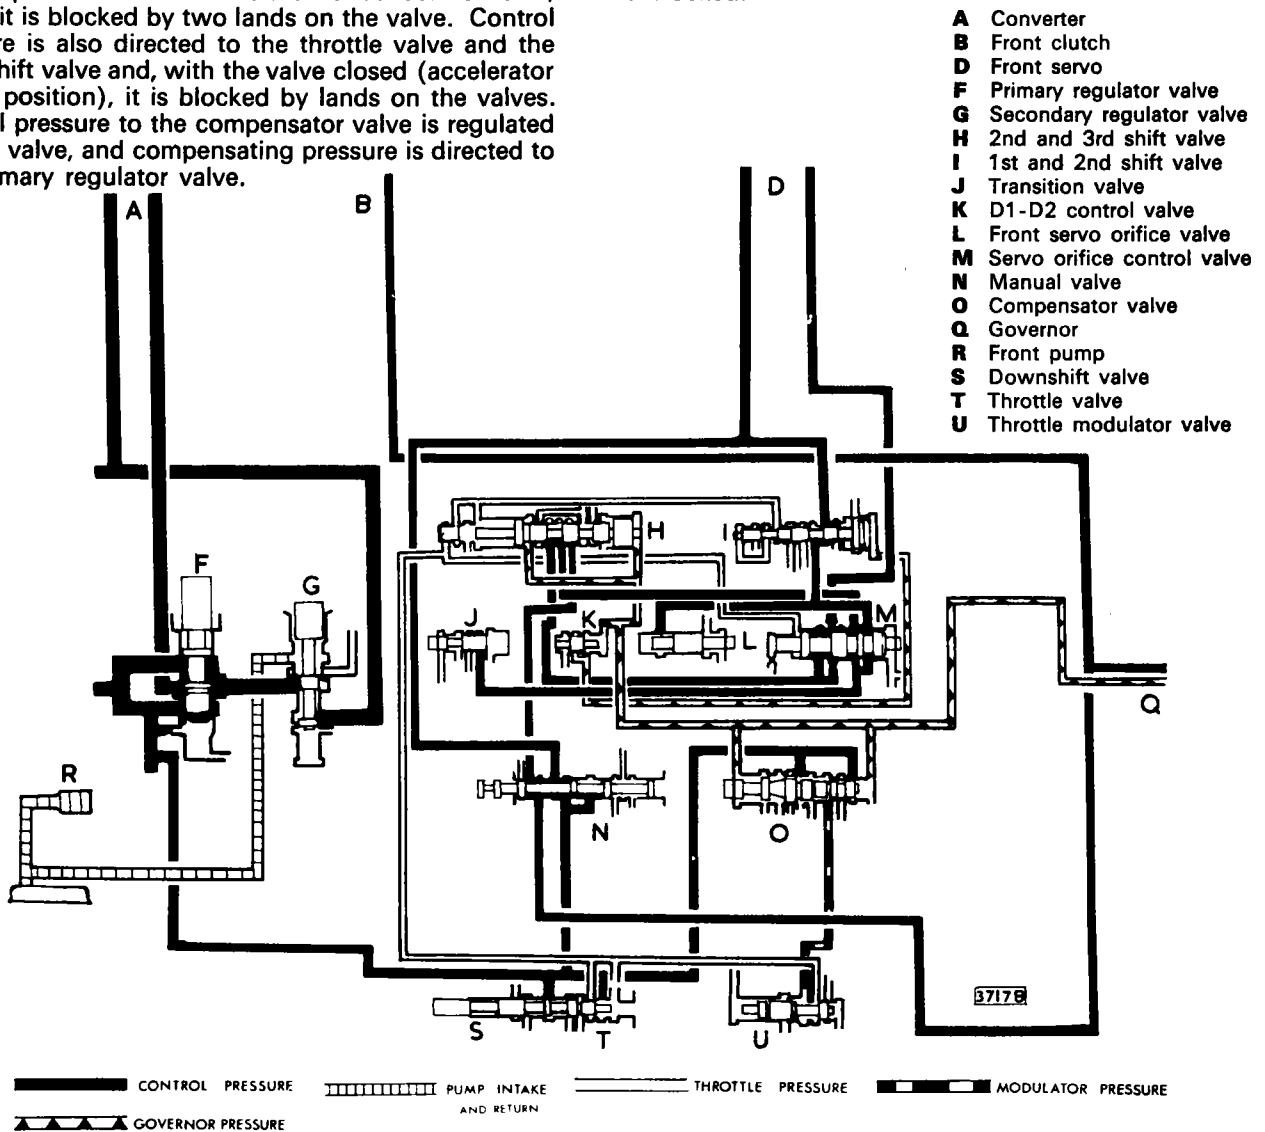 it is blocked by two lands on the valve. Control
re is also directed to the throttle valve and the
hift valve and, with the valve closed (accelerator
position), it is blocked by lands on the valves.
l pressure to the compensator valve is regulated
valve, and compensating pressure is directed to
mary regulator valve.
A Converter
B Front clutch
D Front servo
F Primary regulator valve
G Secondary regulator valve
H 2nd and 3rd shift valve
I 1st and 2nd shift valve
J Transition valve
K D1-D2 control valve
L Front servo orifice valve
M Servo orifice control valve
N Manual valve
O Compensator valve
Q Governor
R Front pump
S Downshift valve
T Throttle valve
U Throttle modulator valve
A
B
D
H
I
F
G
J
K
L
M
Q
R
N
O
S
T
U
3717B
CONTROL PRESSURE
PUMP INTAKE
AND RETURN
THROTTLE PRESSURE
MODULATOR PRESSURE
GOVERNOR PRESSURE